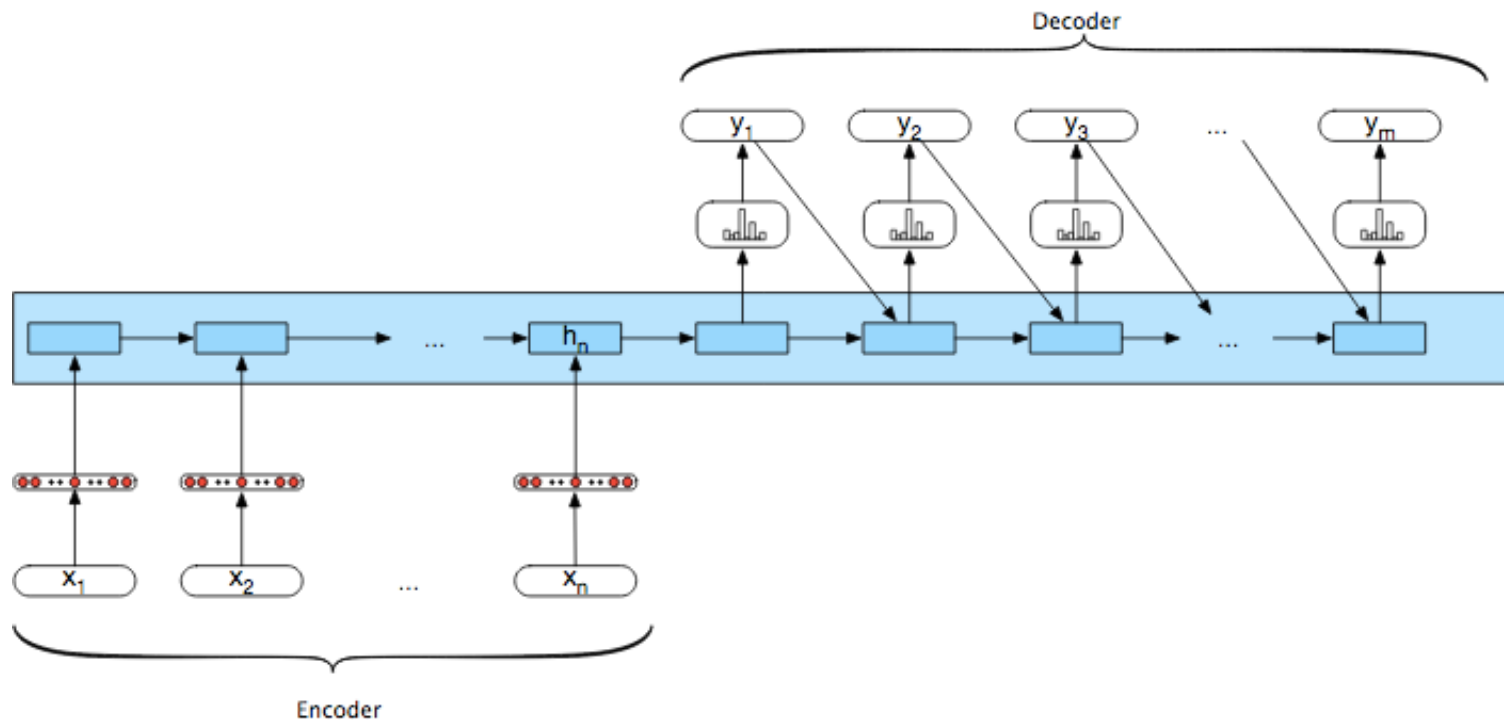 Decoder
y₁ y₂ y₃ ... yₘ
... hₙ ...
x₁ x₂ ... xₙ
Encoder